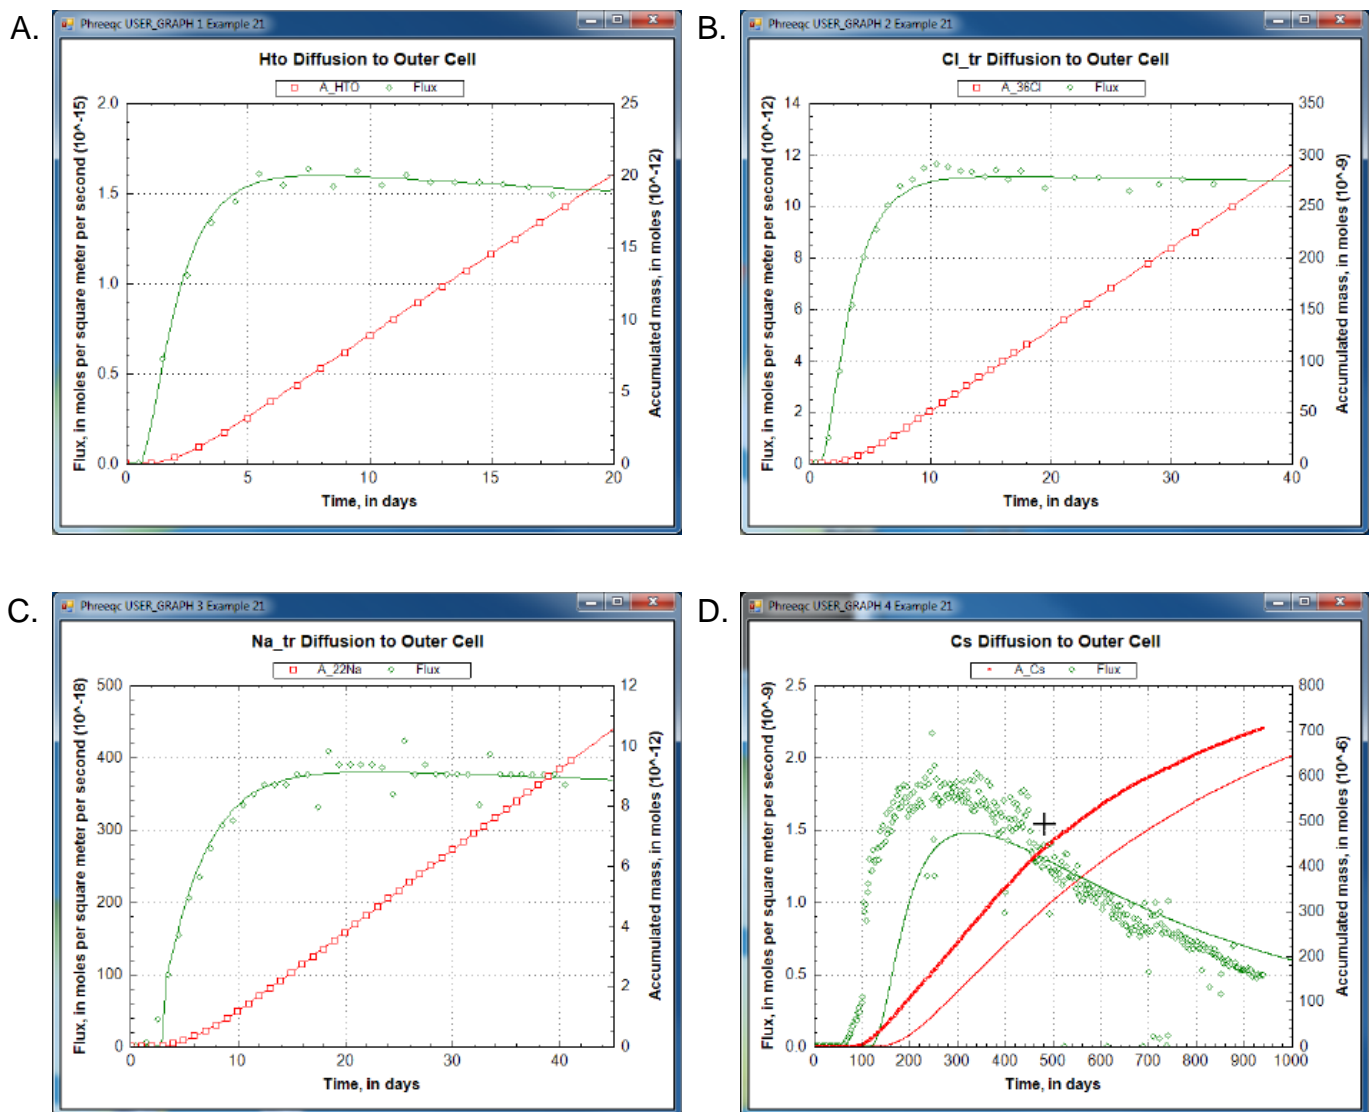 A.
Phreeqc USER_GRAPH 1 Example 21
Hto Diffusion to Outer Cell
A_HTO Flux
Flux, in moles per square meter per second (10^-15)
2.0
1.5
1.0
0.5
0.0
25
20
15
10
5
0
Accumulated mass, in moles (10^-12)
0 5 10 15 20
Time, in days
B.
Phreeqc USER_GRAPH 2 Example 21
Cl_tr Diffusion to Outer Cell
A_36Cl Flux
Flux, in moles per square meter per second (10^-12)
14
12
10
8
6
4
2
0
350
300
250
200
150
100
50
0
Accumulated mass, in moles (10^-9)
0 10 20 30 40
Time, in days
C.
Phreeqc USER_GRAPH 3 Example 21
Na_tr Diffusion to Outer Cell
A_22Na Flux
Flux, in moles per square meter per second (10^-18)
500
400
300
200
100
0
12
10
8
6
4
2
0
Accumulated mass, in moles (10^-12)
0 10 20 30 40
Time, in days
D.
Phreeqc USER_GRAPH 4 Example 21
Cs Diffusion to Outer Cell
A_Cs Flux
Flux, in moles per square meter per second (10^-9)
2.5
2.0
1.5
1.0
0.5
0.0
800
700
600
500
400
300
200
100
0
Accumulated mass, in moles (10^-6)
0 100 200 300 400 500 600 700 800 900 1000
Time, in days